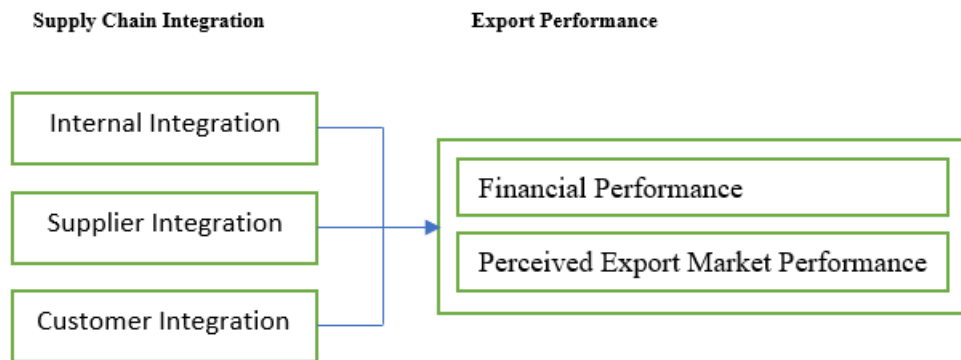 Supply Chain Integration
Export Performance
Internal Integration
Supplier Integration
Customer Integration
Financial Performance
Perceived Export Market Performance